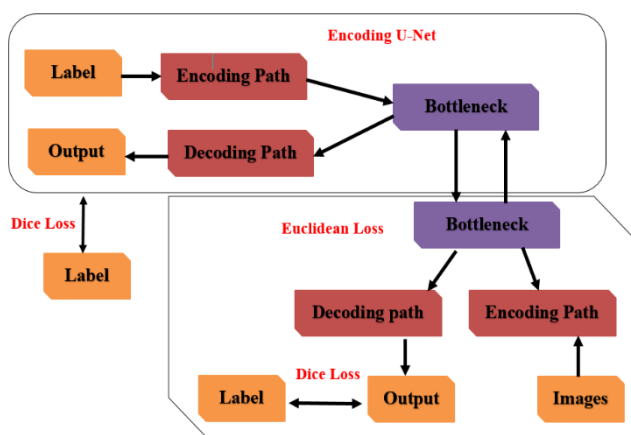 Encoding U-Net
Label
Encoding Path
Bottleneck
Output
Decoding Path
Dice Loss
Label
Euclidean Loss
Bottleneck
Decoding path
Encoding Path
Dice Loss
Label
Output
Images